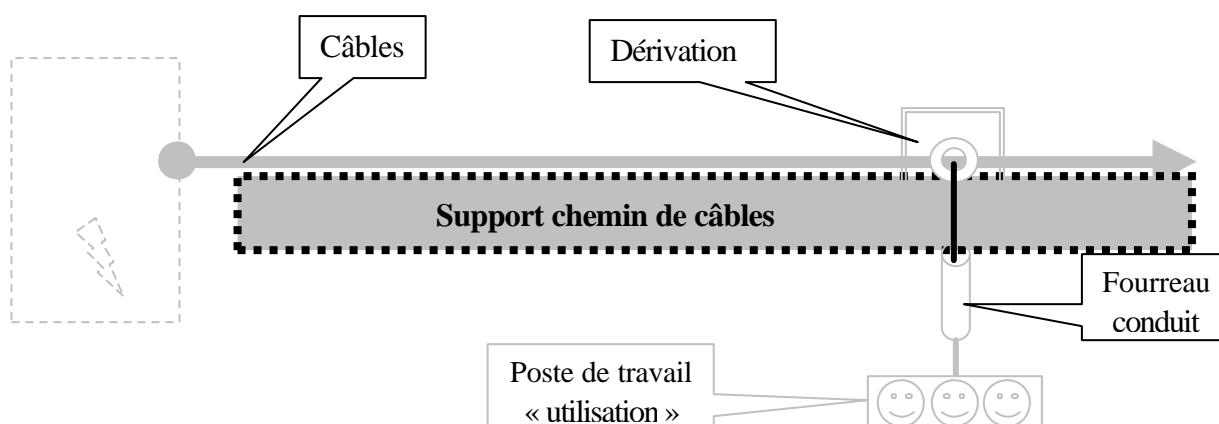 Câbles
Dérivation
Support chemin de câbles
Fourreau
conduit
Poste de travail
« utilisation »